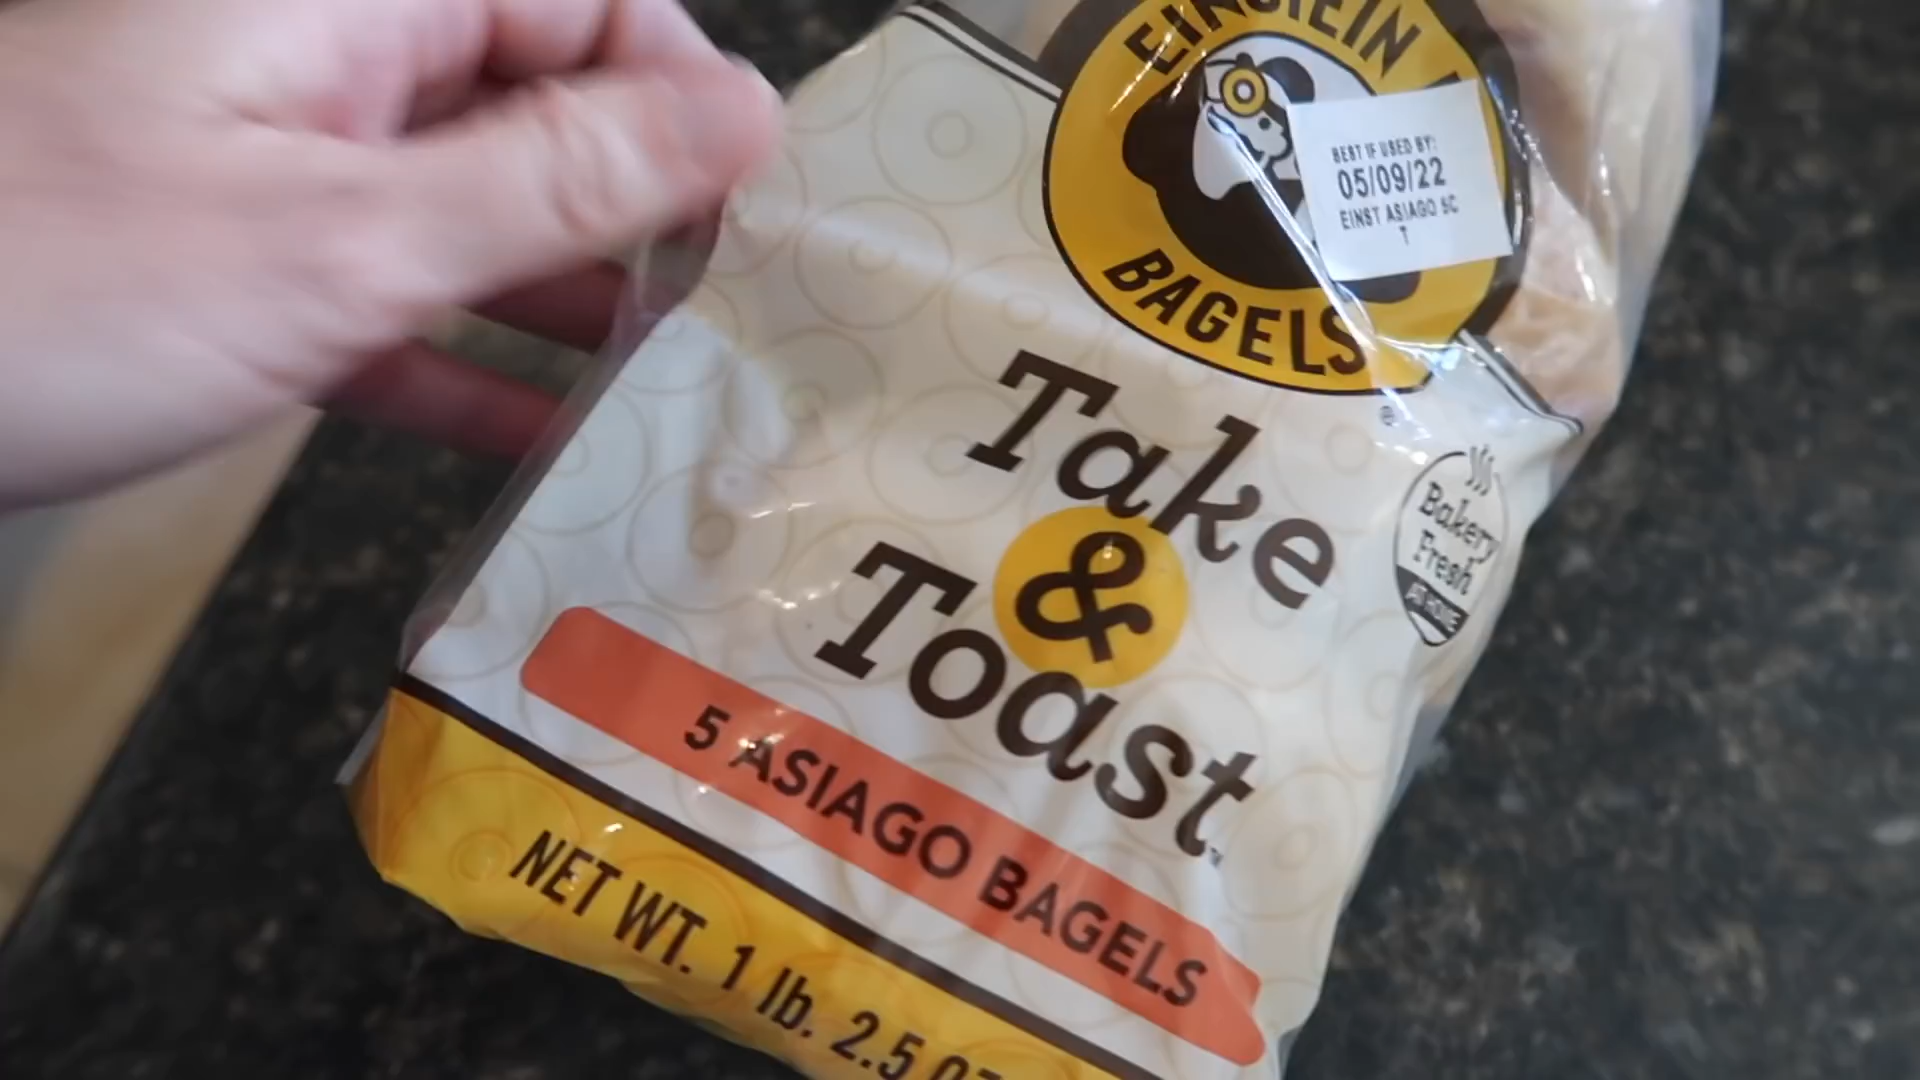 EINSTEIN
BAGELS
BEST IF USED BY:
05/09/22
EINST ASIAGO 5C
T
®
Take
&
Toast
Bakery
Fresh
AT HOME
5 ASIAGO BAGELS
NET WT. 1 lb. 2.5 OZ